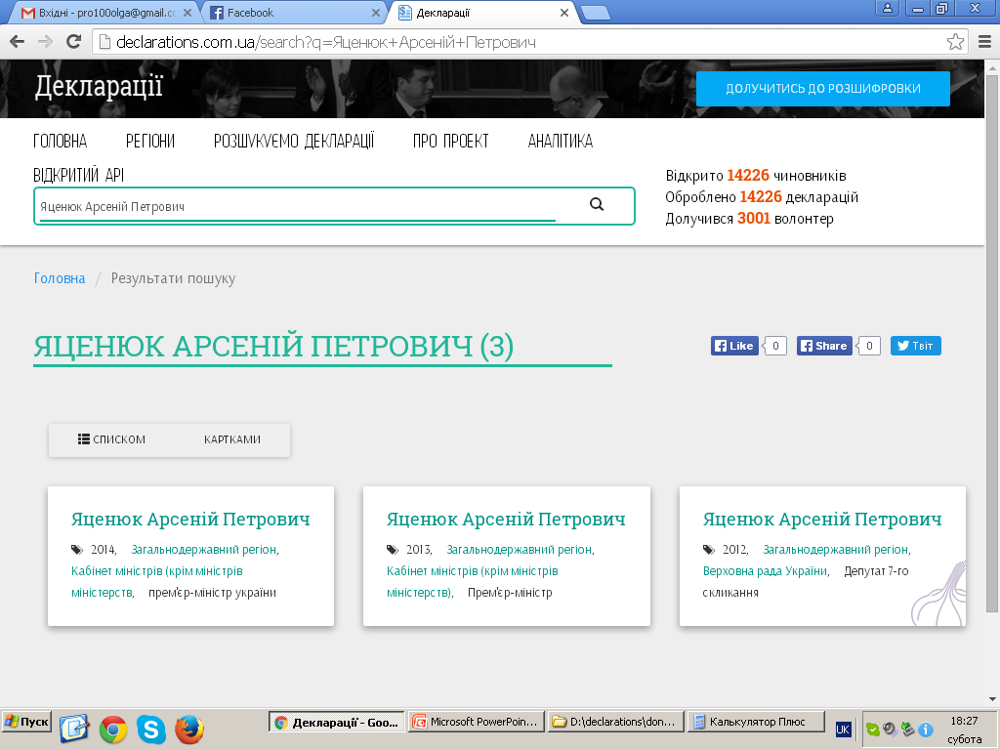 Вхідні - pro100olga@gmail.co
Facebook
Декларації
declarations.com.ua/search?q=Яценюк+Арсеній+Петрович
Декларації
ДОЛУЧИТИСЬ ДО РОЗШИФРОВКИ
ГОЛОВНА РЕГІОНИ РОЗШУКУЄМО ДЕКЛАРАЦІЇ ПРО ПРОЕКТ АНАЛІТИКА
ВІДКРИТИЙ API
Яценюк Арсеній Петрович
Відкрито 14226 чиновників
Оброблено 14226 декларацій
Долучився 3001 волонтер
Головна / Результати пошуку
ЯЦЕНЮК АРСЕНІЙ ПЕТРОВИЧ (3)
Like 0 Share 0 Твіт
СПИСКОМ КАРТКАМИ
Яценюк Арсеній Петрович
2014, Загальнодержавний регіон,
Кабінет міністрів (крім міністрів
міністерств, прем'єр-міністр україни
Яценюк Арсеній Петрович
2013, Загальнодержавний регіон,
Кабінет міністрів (крім міністрів
міністерств), Прем'єр-міністр
Яценюк Арсеній Петрович
2012, Загальнодержавний регіон,
Верховна рада України, Депутат 7-го
скликання
Пуск
Декларації - Goo...
Microsoft PowerPoin...
D:\declarations\don...
Калькулятор Плюс
UK
18:27
субота